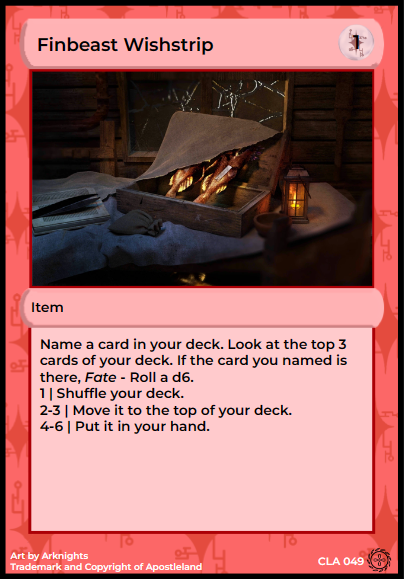 Finbeast Wishstrip
1
Item
Name a card in your deck. Look at the top 3
cards of your deck. If the card you named is
there, Fate - Roll a d6.
1 | Shuffle your deck.
2-3 | Move it to the top of your deck.
4-6 | Put it in your hand.
Art by Arknights
Trademark and Copyright of Apostleland
CLA 049